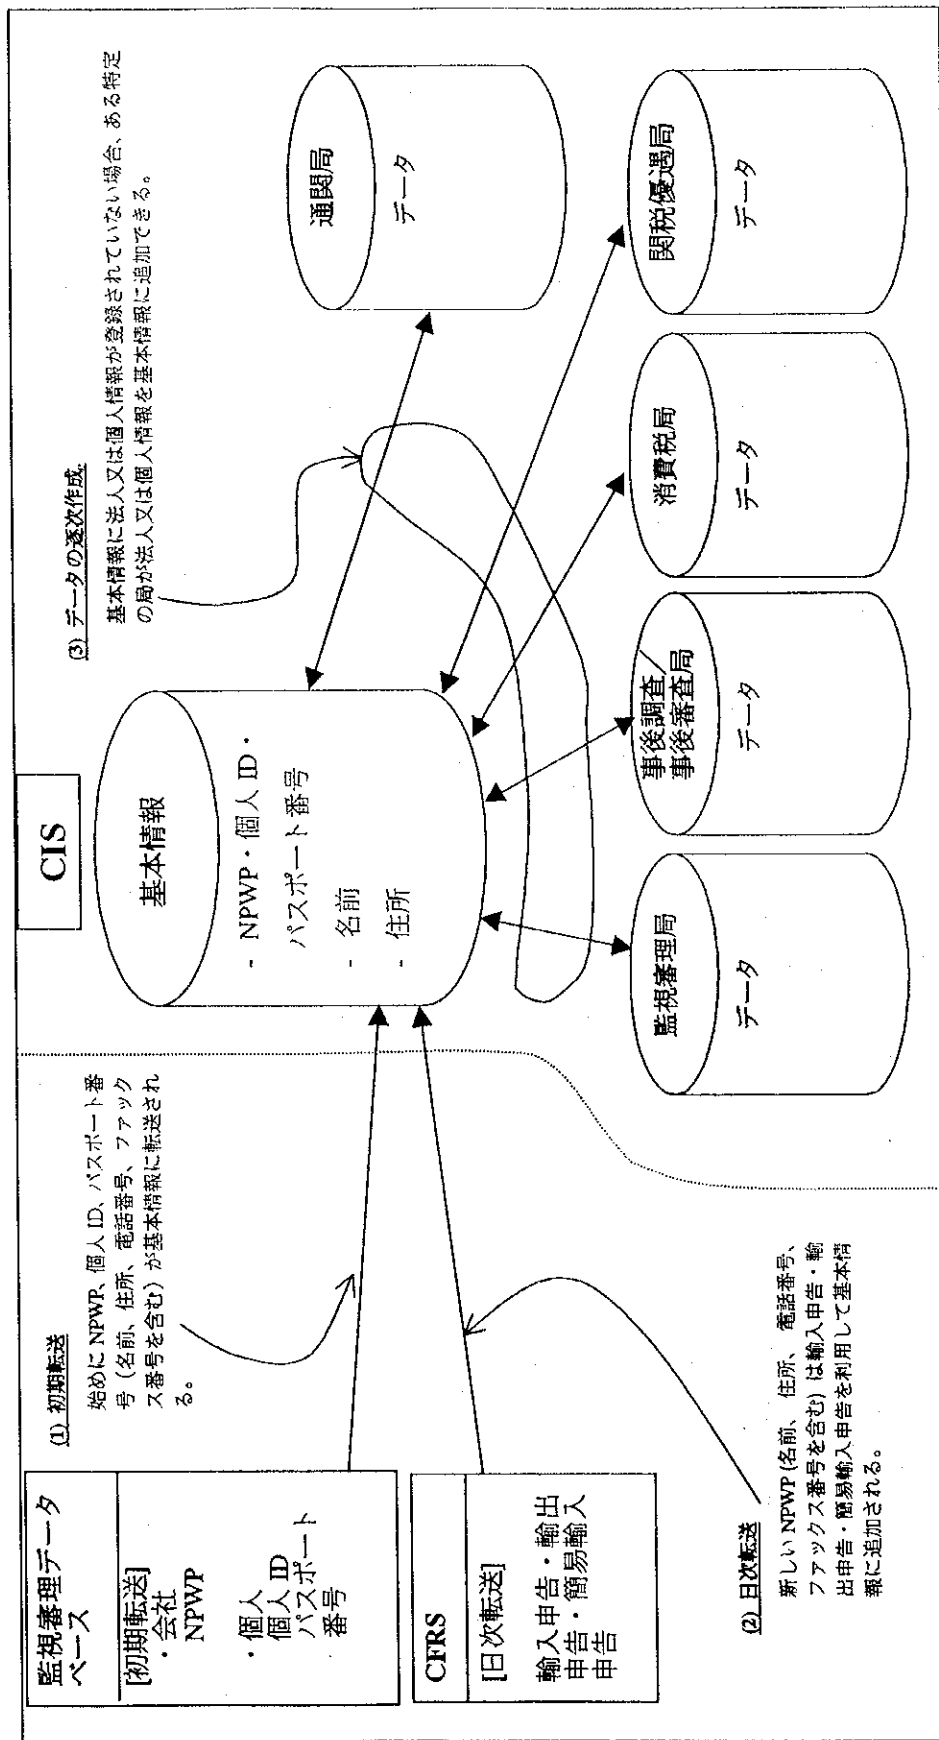 CIS
監視審理データ
ベース
[初期転送]
・会社
NPWP
・個人
個人ID
パスポート
番号
CFRS
[日次転送]
輸入申告・輸出
申告・簡易輸入
申告
(1) 初期転送
始めに NPWP、個人 ID、パスポート番
号（名前、住所、電話番号、ファック
ス番号を含む）が基本情報に転送され
る。
(2) 日次転送
新しい NPWP (名前、住所、電話番号、
ファックス番号を含む) は輸入申告・輸
出申告・簡易輸入申告を利用して基本情
報に追加される。
基本情報
- NPWP・個人 ID・
パスポート番号
- 名前
- 住所
(3) データの逐次作成
基本情報に法人又は個人情報が登録されていない場合、ある特定
の局が法人又は個人情報を基本情報に追加できる。
通関局
データ
監視審理局
データ
事後調査／
事後審査局
データ
消費税局
データ
関税優遇局
データ